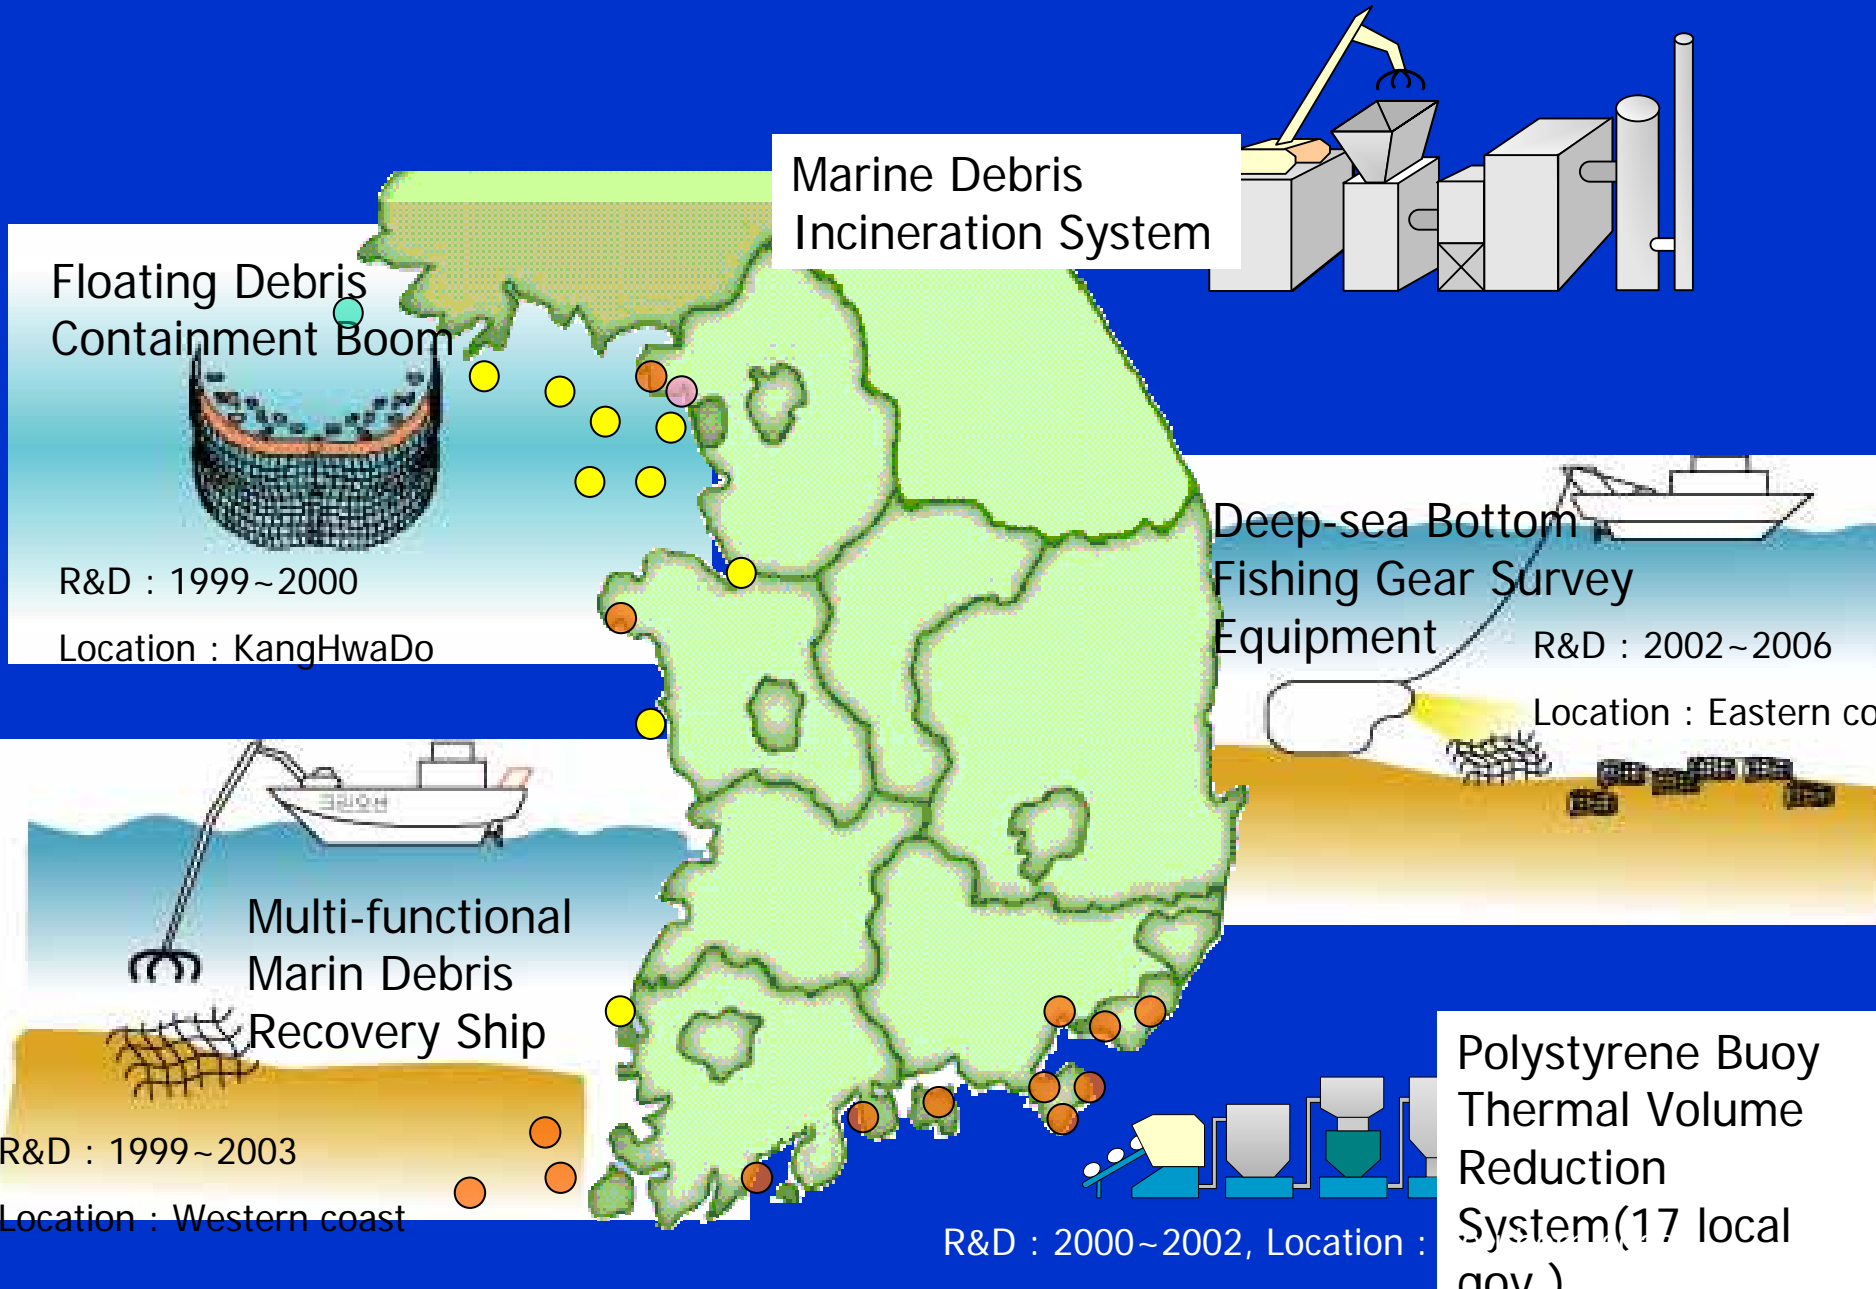 Marine Debris
Incineration System
Floating Debris
Containment Boom
R&D : 1999~2000
Location : KangHwaDo
Deep-sea Bottom
Fishing Gear Survey
Equipment
R&D : 2002~2006
Location : Eastern co
Multi-functional
Marin Debris
Recovery Ship
R&D : 1999~2003
Location : Western coast
Polystyrene Buoy
Thermal Volume
Reduction
System(17 local
gov.)
R&D : 2000~2002, Location :